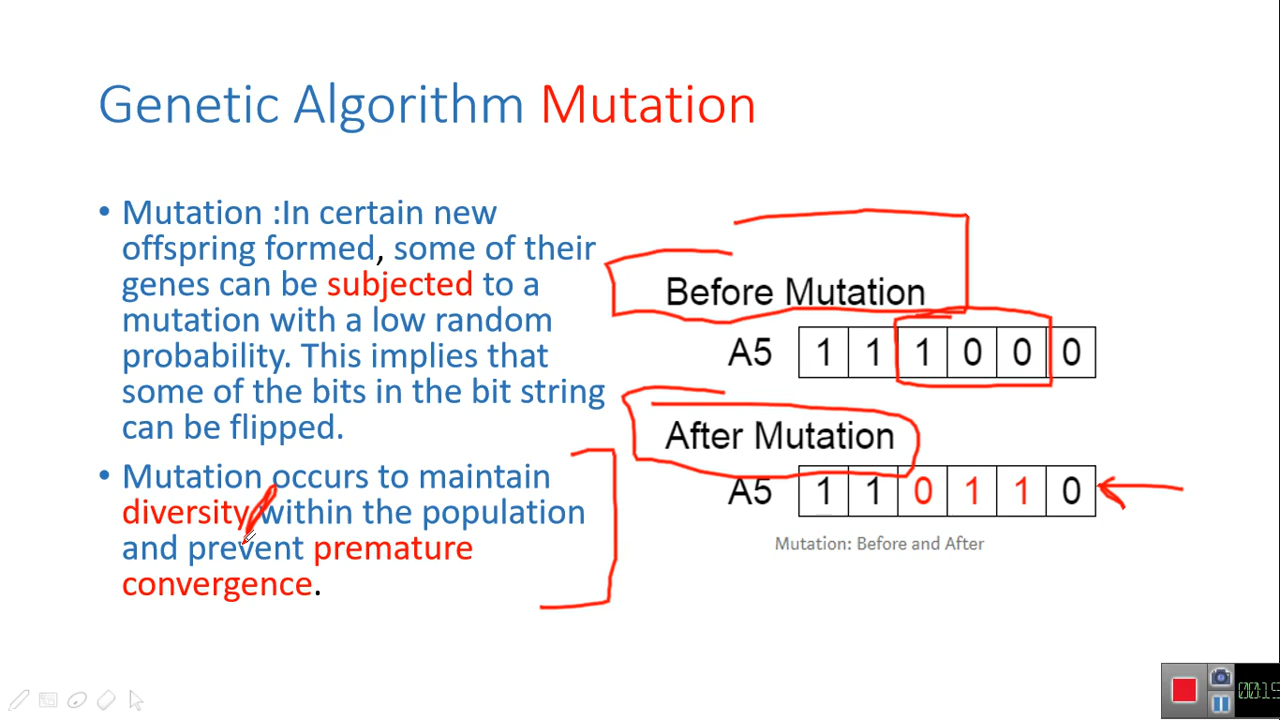 Genetic Algorithm Mutation
• Mutation :In certain new
offspring formed, some of their
genes can be subjected to a
mutation with a low random
probability. This implies that
some of the bits in the bit string
can be flipped.
• Mutation occurs to maintain
diversity within the population
and prevent premature
convergence.
Before Mutation
A5 1 1 1 0 0 0
After Mutation
A5 1 1 0 1 1 0
Mutation: Before and After